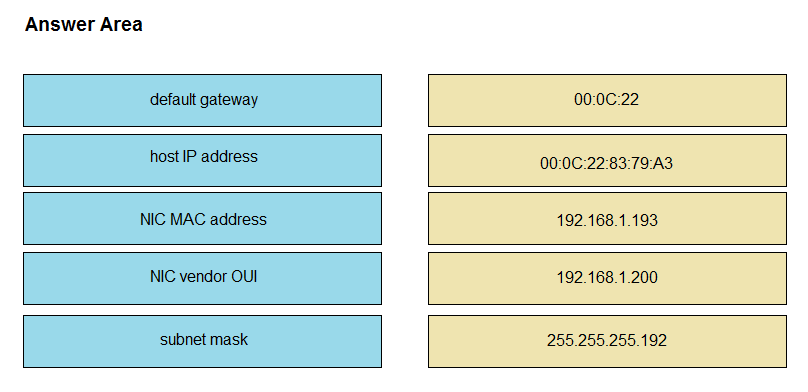 Answer Area
default gateway 00:0C:22
host IP address 00:0C:22:83:79:A3
NIC MAC address 192.168.1.193
NIC vendor OUI 192.168.1.200
subnet mask 255.255.255.192